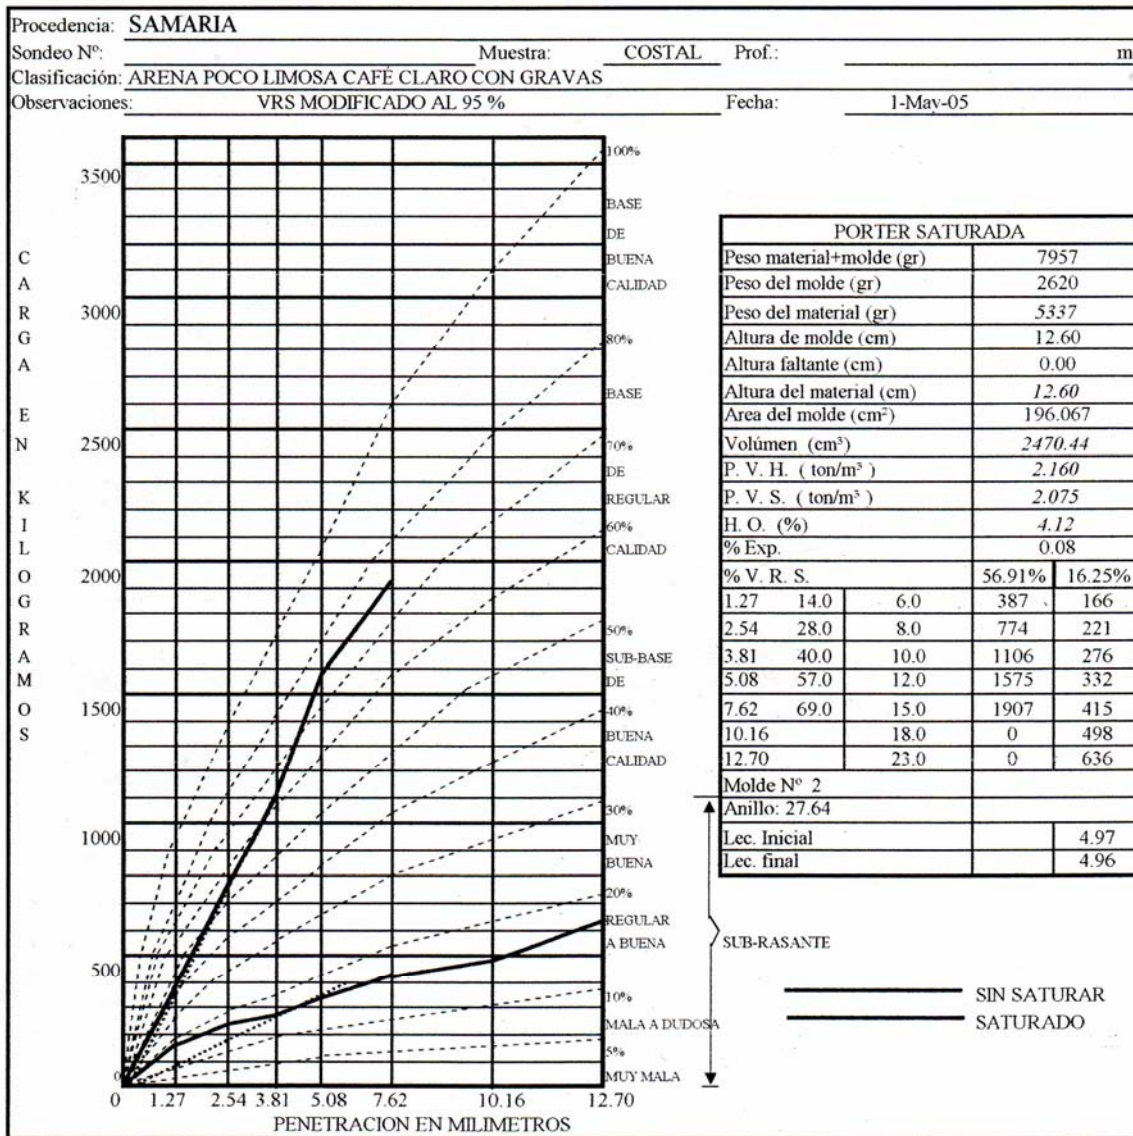 Procedencia: SAMARIA
Sondeo Nº: Muestra: COSTAL Prof.: m
Clasificación: ARENA POCO LIMOSA CAFÉ CLARO CON GRAVAS
Observaciones: VRS MODIFICADO AL 95 % Fecha: 1-May-05
CARGA EN KILOGRAMOS
3500
3000
2500
2000
1500
1000
500
0
0 1.27 2.54 3.81 5.08 7.62 10.16 12.70
PENETRACION EN MILIMETROS
100%
BASE
DE
BUENA
CALIDAD
80%
BASE
70%
DE
REGULAR
60%
CALIDAD
50%
SUB-BASE
DE
40%
BUENA
CALIDAD
30%
MUY
BUENA
20%
REGULAR
A BUENA
10%
MALA A DUDOSA
5%
MUY MALA
SUB-RASANTE
PORTER SATURADA
Peso material+molde (gr) 7957
Peso del molde (gr) 2620
Peso del material (gr) 5337
Altura de molde (cm) 12.60
Altura faltante (cm) 0.00
Altura del material (cm) 12.60
Area del molde (cm²) 196.067
Volúmen (cm³) 2470.44
P. V. H. ( ton/m³ ) 2.160
P. V. S. ( ton/m³ ) 2.075
H. O. (%) 4.12
% Exp. 0.08
% V. R. S. 56.91% 16.25%
1.27 14.0 6.0 387 166
2.54 28.0 8.0 774 221
3.81 40.0 10.0 1106 276
5.08 57.0 12.0 1575 332
7.62 69.0 15.0 1907 415
10.16 18.0 0 498
12.70 23.0 0 636
Molde Nº 2
Anillo: 27.64
Lec. Inicial 4.97
Lec. final 4.96
SIN SATURAR
SATURADO